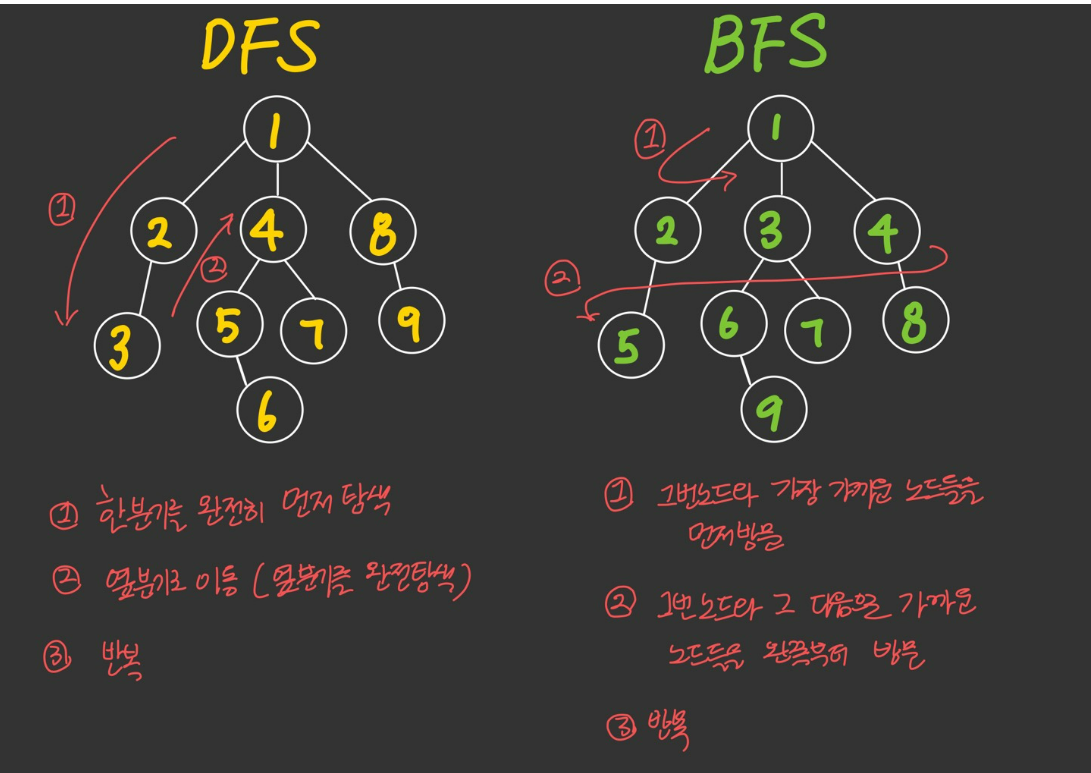 DFS
1
2 4 8
3 5 7 9
6
①
②
① 한분기를 완전히 먼저 탐색
② 옆분기로 이동 (옆분기를 완전탐색)
③ 반복
BFS
1
2 3 4
5 6 7 8
9
①
②
① 그번노드와 가장 가까운 노드들을
먼저방문
② 그번노드와 그 다음으로 가까운
노드들을 왼쪽부터 방문
③ 반복